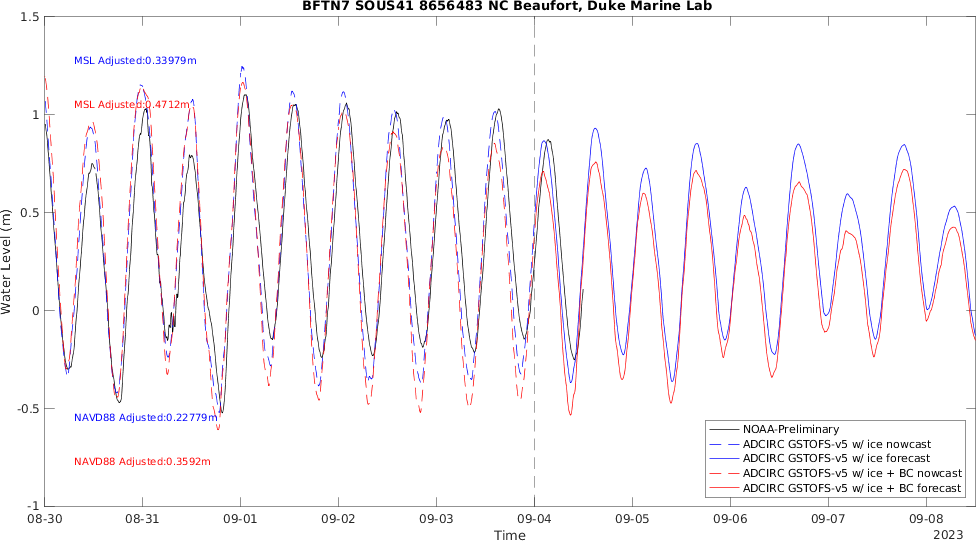 BFTN7 SOUS41 8656483 NC Beaufort, Duke Marine Lab
1.5
1
0.5
0
-0.5
-1
Water Level (m)
MSL Adjusted:0.33979m
MSL Adjusted:0.4712m
NAVD88 Adjusted:0.22779m
NAVD88 Adjusted:0.3592m
NOAA-Preliminary
ADCIRC GSTOFS-v5 w/ ice nowcast
ADCIRC GSTOFS-v5 w/ ice forecast
ADCIRC GSTOFS-v5 w/ ice + BC nowcast
ADCIRC GSTOFS-v5 w/ ice + BC forecast
08-30 08-31 09-01 09-02 09-03 09-04 09-05 09-06 09-07 09-08
Time
2023